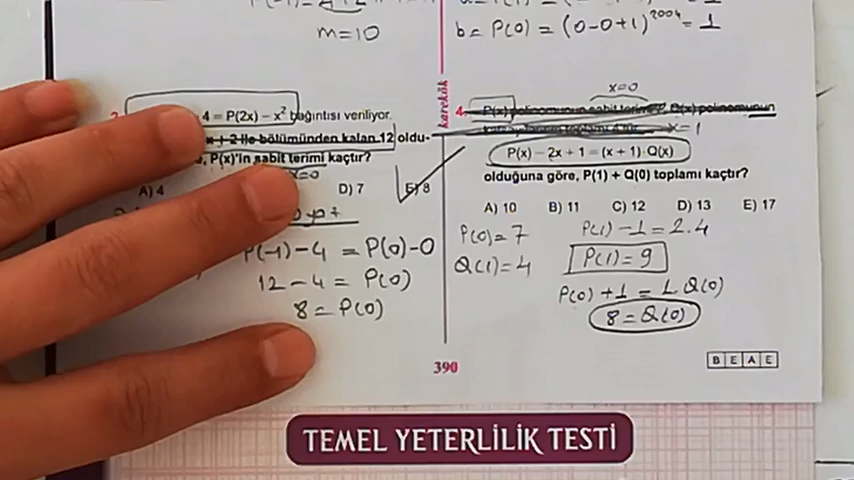 m=10
b = P(0) = (0-0+1)²⁰⁰⁴ = 1
karekök
4 = P(2x) – x² bağıntısı veriliyor.
x + 2 ile bölümünden kalan 12 oldu-
P(x)'in sabit terimi kaçtır?
x=0
A) 4 D) 7 E) 8
P(-1)-4 = P(0)-0
12-4 = P(0)
8 = P(0)
x=0
4. P(x) polinomunun sabit terimi 7, Q(x) polinomunun
x=1
P(x) – 2x + 1 = (x + 1)·Q(x)
olduğuna göre, P(1) + Q(0) toplamı kaçtır?
A) 10 B) 11 C) 12 D) 13 E) 17
P(0)=7 P(1)-1=2.4
Q(1)=4 P(1)=9
P(0)+1=1.Q(0)
8=Q(0)
390
B E A E
TEMEL YETERLİLİK TESTİ